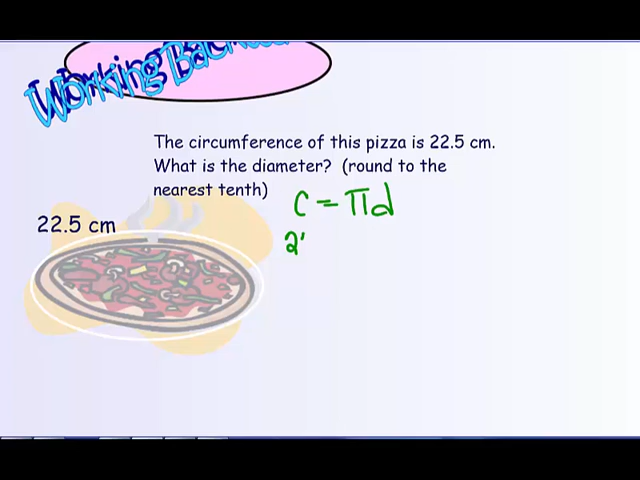 Working Backwards
The circumference of this pizza is 22.5 cm.
What is the diameter? (round to the
nearest tenth)
C = πd
22.5 cm